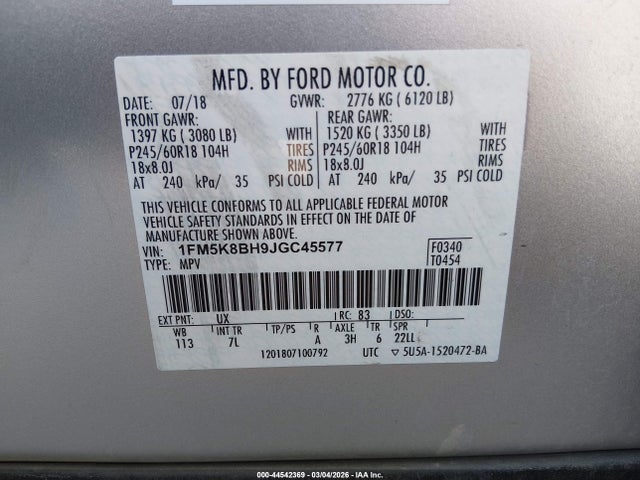 MFD. BY FORD MOTOR CO.
DATE: 07/18 GVWR: 2776 KG ( 6120 LB)
FRONT GAWR: REAR GAWR:
1397 KG ( 3080 LB) WITH 1520 KG ( 3350 LB) WITH
P245/60R18 104H TIRES P245/60R18 104H TIRES
18x8.0J RIMS 18x8.0J RIMS
AT 240 kPa/ 35 PSI COLD AT 240 kPa/ 35 PSI COLD
THIS VEHICLE CONFORMS TO ALL APPLICABLE FEDERAL MOTOR
VEHICLE SAFETY STANDARDS IN EFFECT ON THE DATE OF
MANUFACTURE SHOWN ABOVE.
VIN: 1FM5K8BH9JGC45577 F0340
TYPE: MPV T0454
EXT PNT: UX RC: 83 DSO:
WB INT TR TP/PS R AXLE TR SPR
113 7L A 3H 6 22LL
1201807100792 UTC ▽ 5U5A-1520472-BA
000-44542369 - 03/04/2026 - IAA Inc.